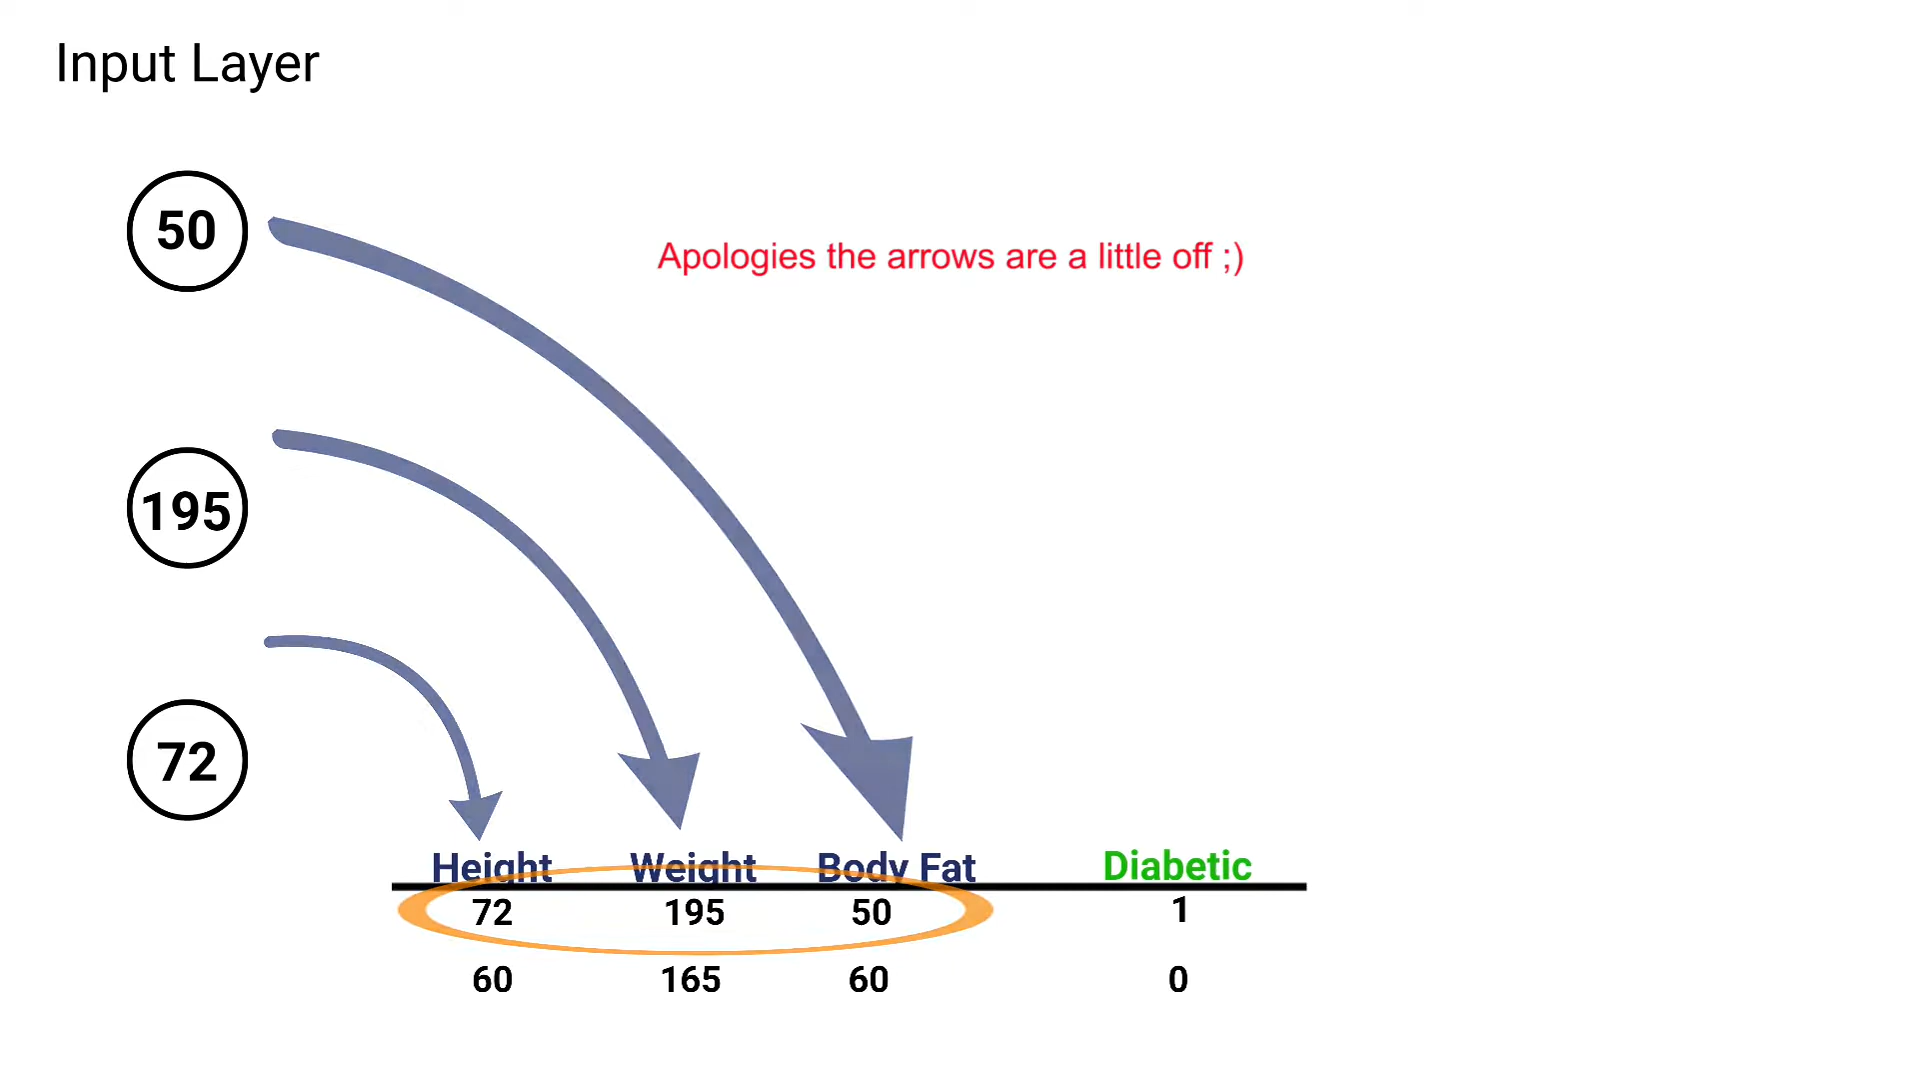 Input Layer
50
Apologies the arrows are a little off ;)
195
72
Height Weight Body Fat Diabetic
72 195 50 1
60 165 60 0